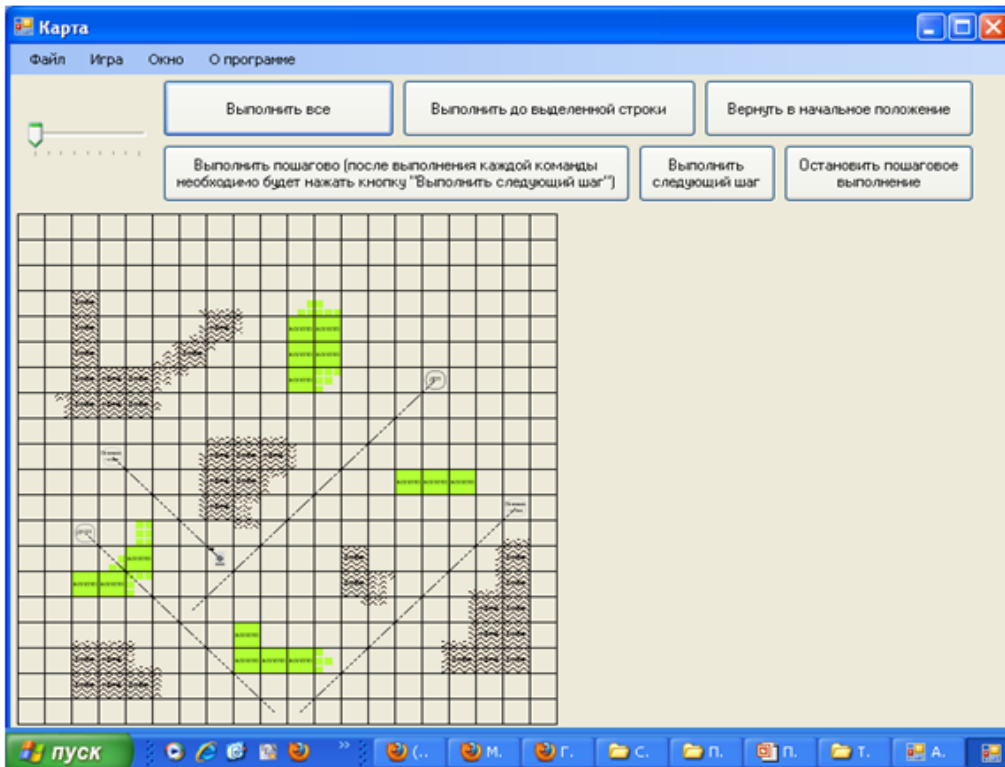 Карта
Файл Игра Окно О программе
Выполнить все
Выполнить до выделенной строки
Вернуть в начальное положение
Выполнить пошагово (после выполнения каждой команды
необходимо будет нажать кнопку "Выполнить следующий шаг")
Выполнить
следующий шаг
Остановить пошаговое
выполнение
пуск
(..
М.
Г.
С.
П.
П.
Т.
А.